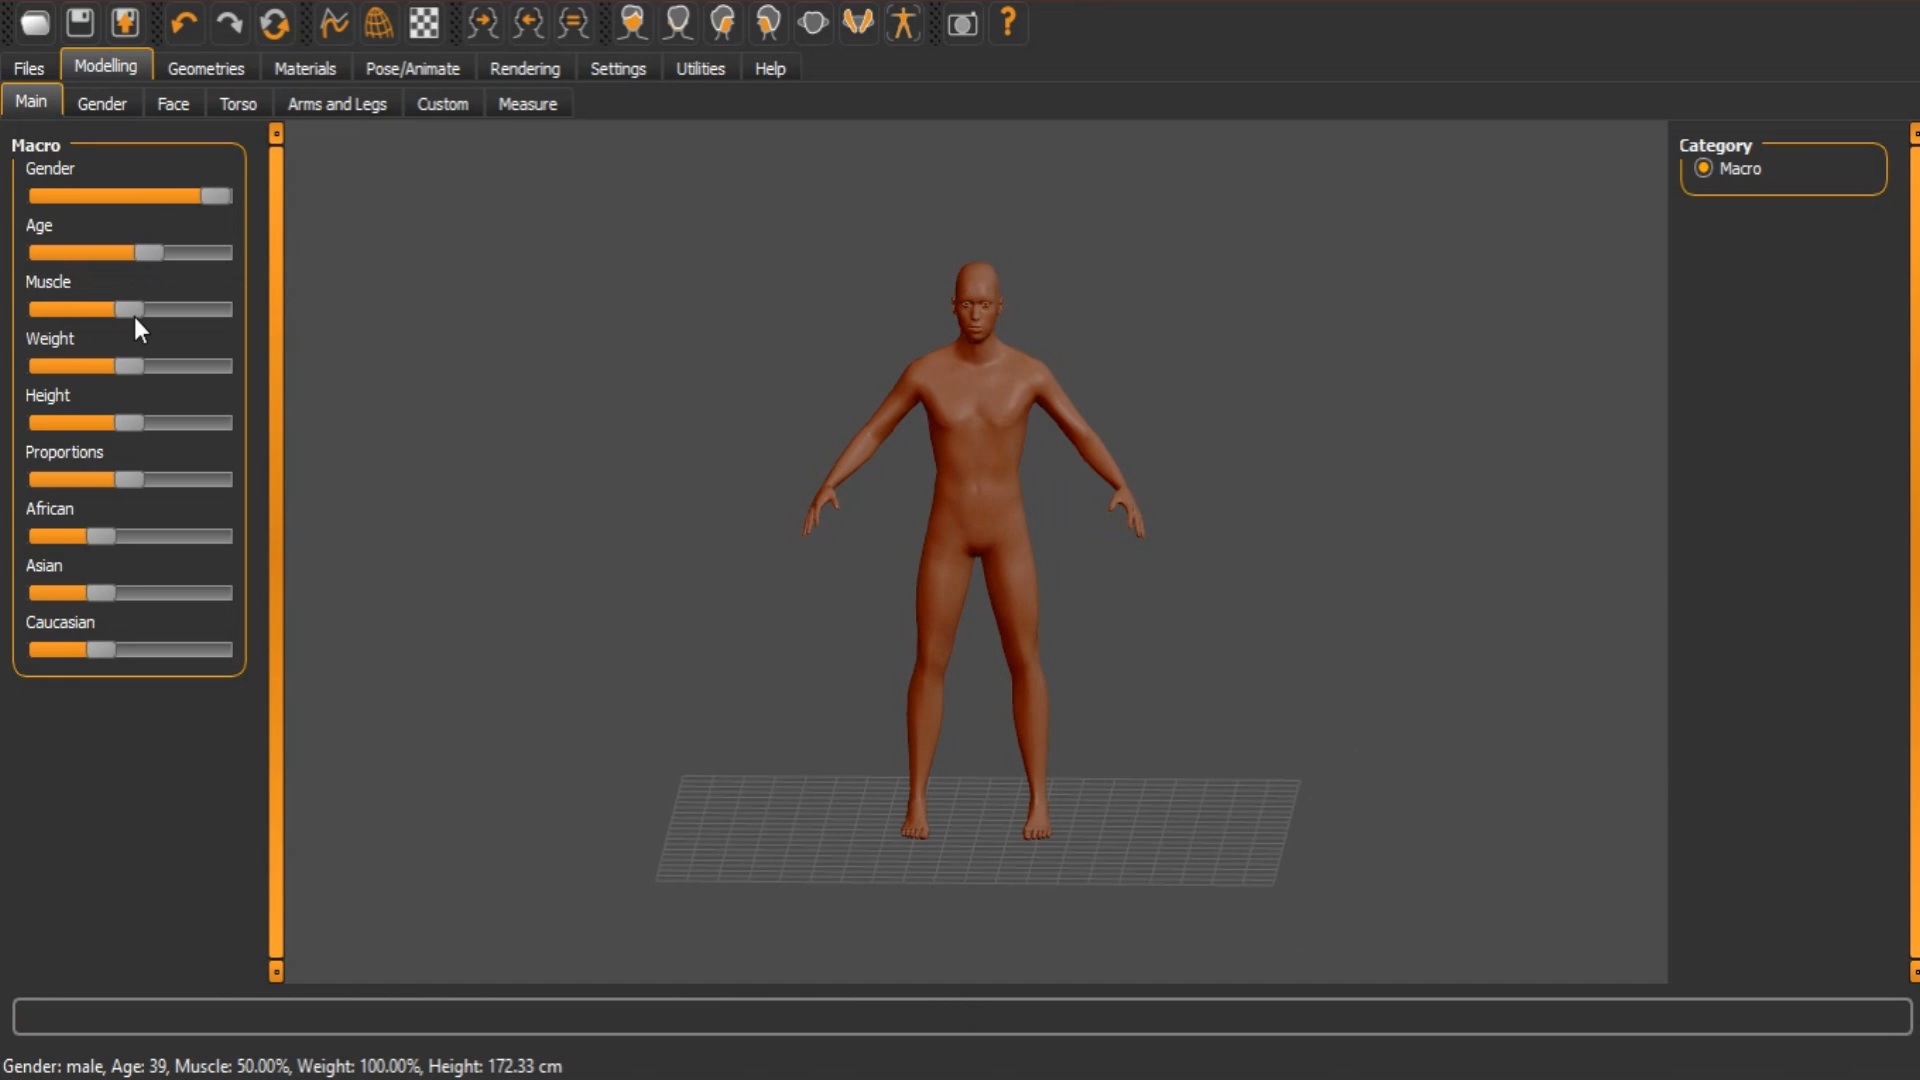 Files Modelling Geometries Materials Pose/Animate Rendering Settings Utilities Help
Main Gender Face Torso Arms and Legs Custom Measure
Macro
Gender
Age
Muscle
Weight
Height
Proportions
African
Asian
Caucasian
Category
Macro
Gender: male, Age: 39, Muscle: 50.00%, Weight: 100.00%, Height: 172.33 cm